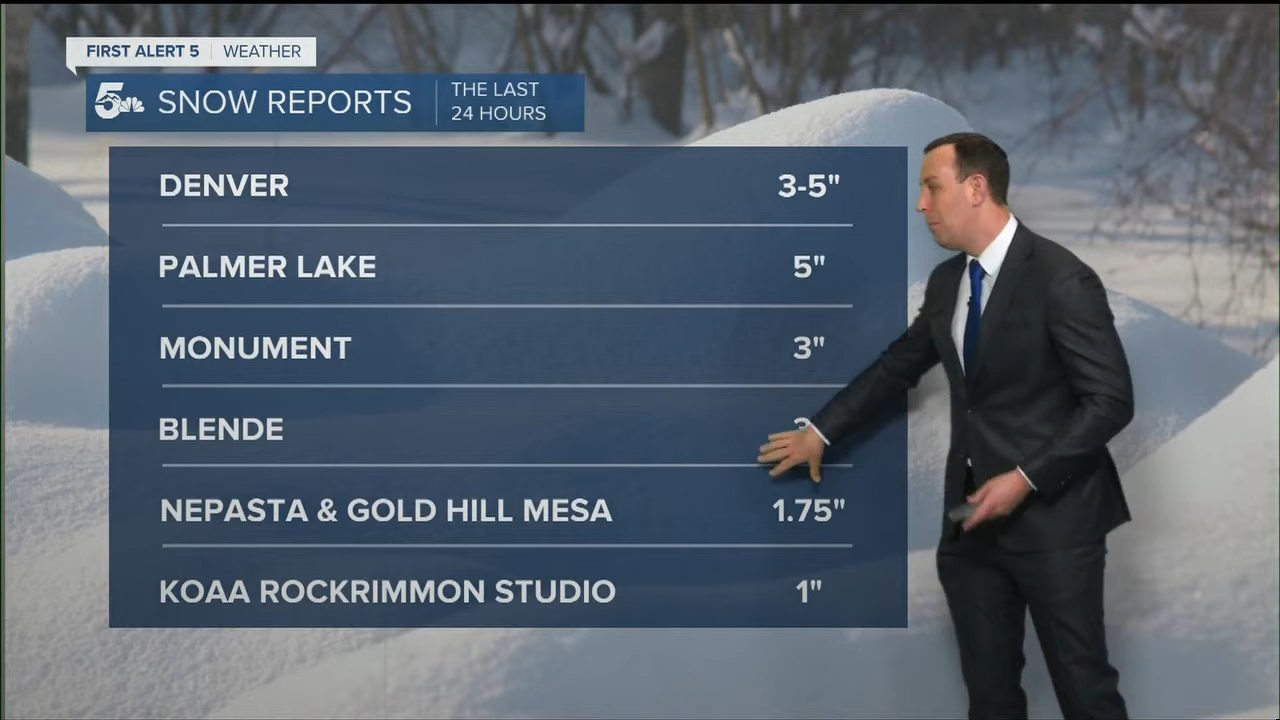 FIRST ALERT 5 | WEATHER
5 SNOW REPORTS
THE LAST
24 HOURS
DENVER 3-5"
PALMER LAKE 5"
MONUMENT 3"
BLENDE
NEPASTA & GOLD HILL MESA 1.75"
KOAA ROCKRIMMON STUDIO 1"